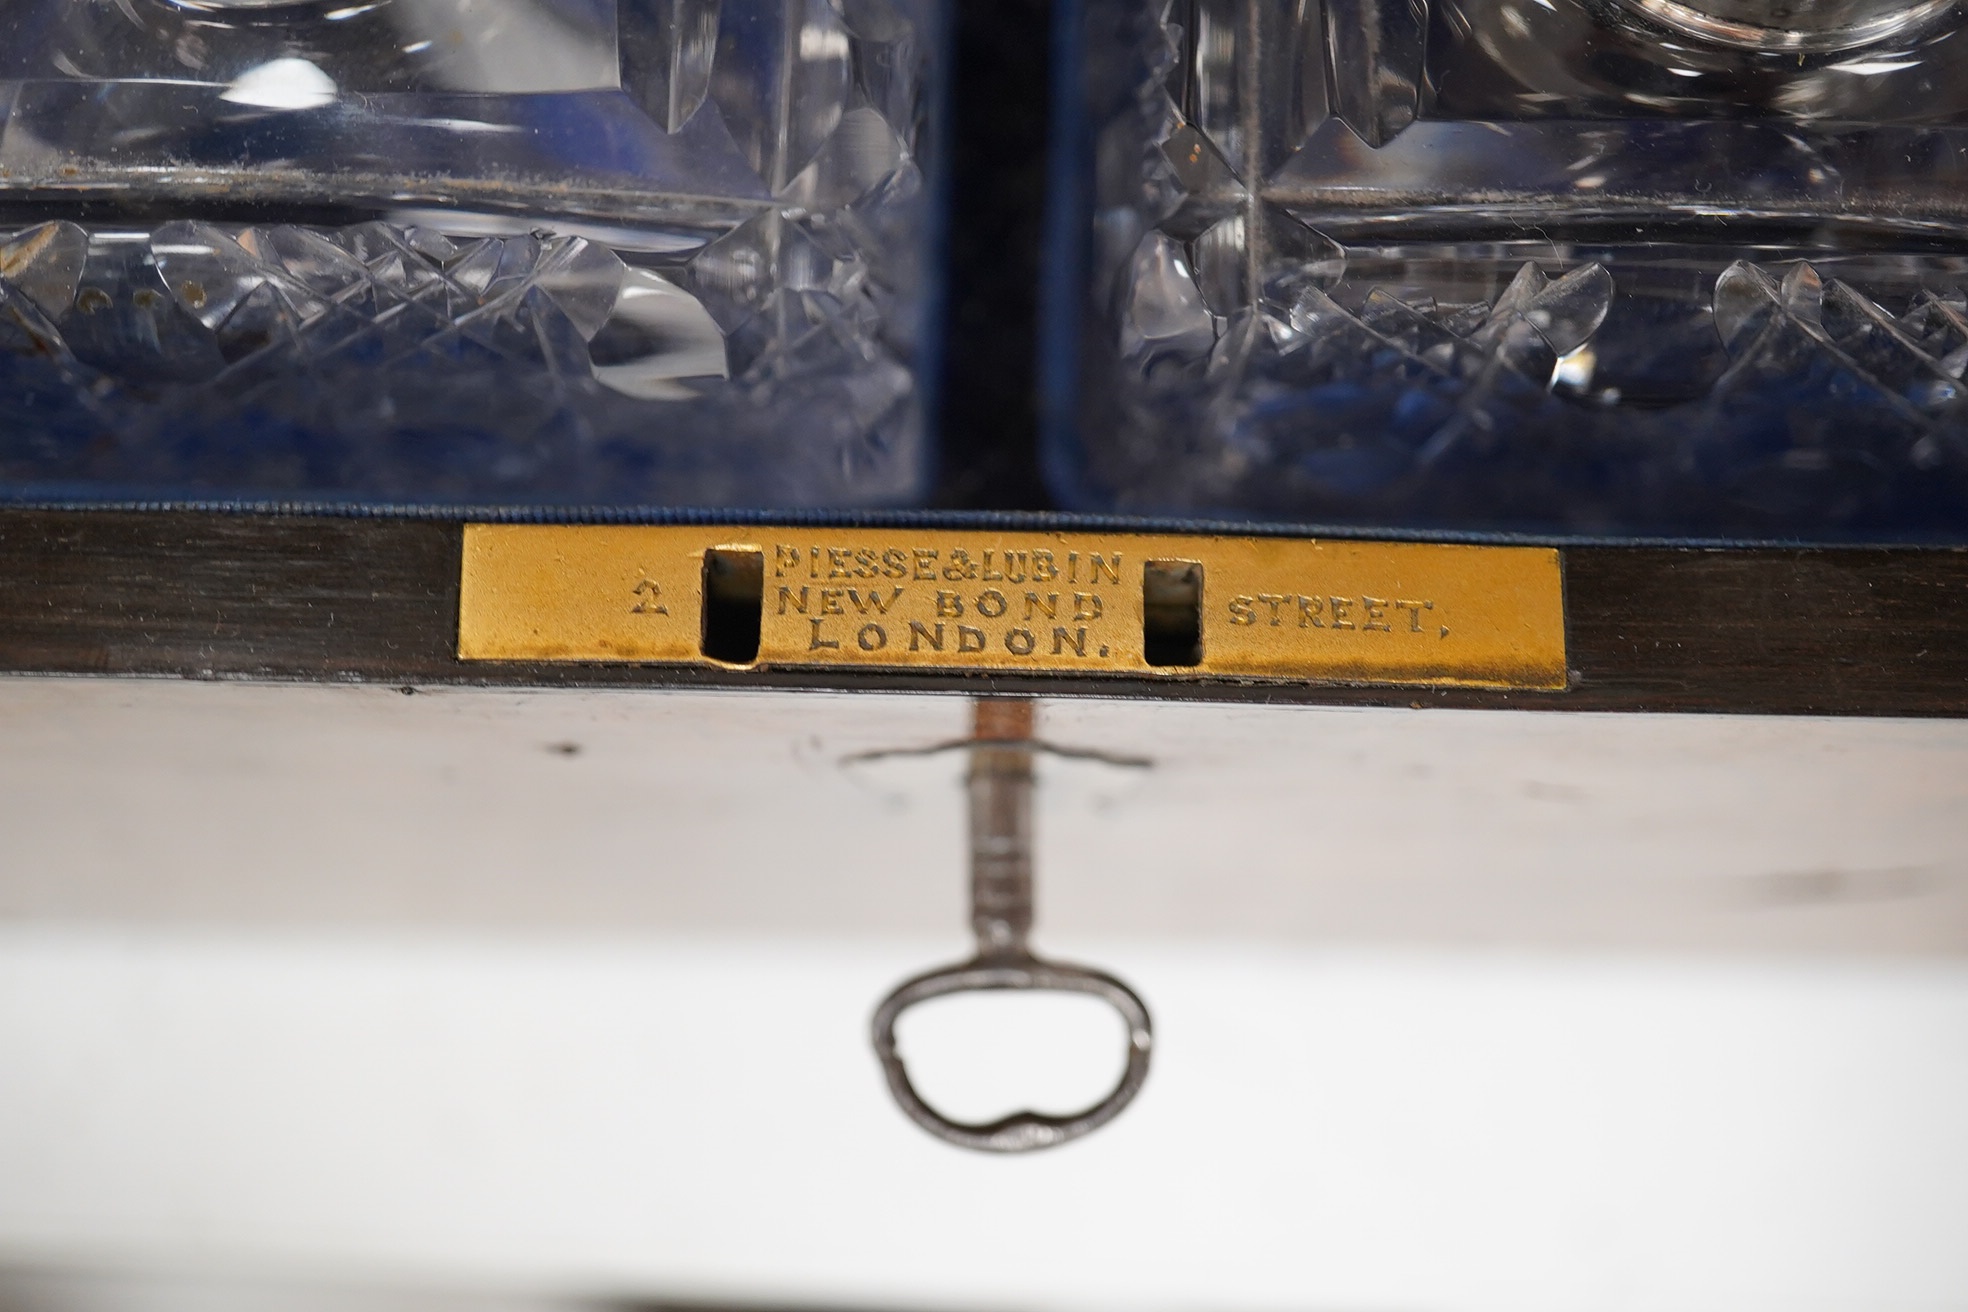 PIESSE&LUBIN
2 NEW BOND STREET,
LONDON.